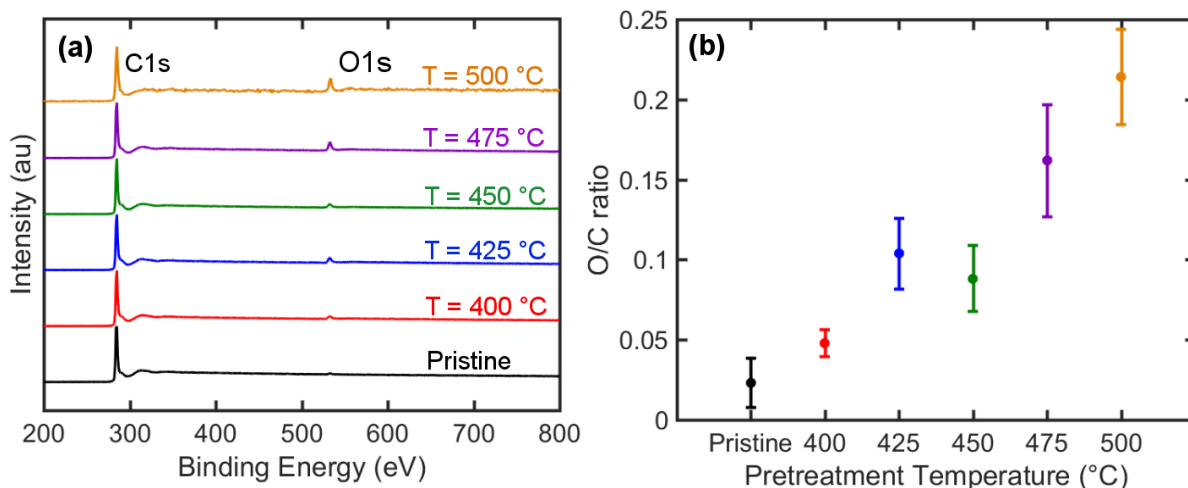 (a)
C1s
O1s
T = 500 °C
T = 475 °C
T = 450 °C
T = 425 °C
T = 400 °C
Pristine
Intensity (au)
200 300 400 500 600 700 800
Binding Energy (eV)
(b)
0.25
0.2
0.15
0.1
0.05
0
O/C ratio
Pristine 400 425 450 475 500
Pretreatment Temperature (°C)